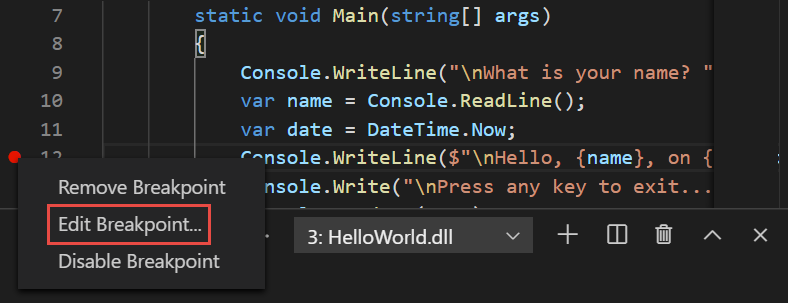 7 static void Main(string[] args)
8 {
9 Console.WriteLine("\nWhat is your name? "
10 var name = Console.ReadLine();
11 var date = DateTime.Now;
12 Console.WriteLine($"\nHello, {name}, on {
Console.Write("\nPress any key to exit...
Remove Breakpoint
Edit Breakpoint...
Disable Breakpoint
3: HelloWorld.dll